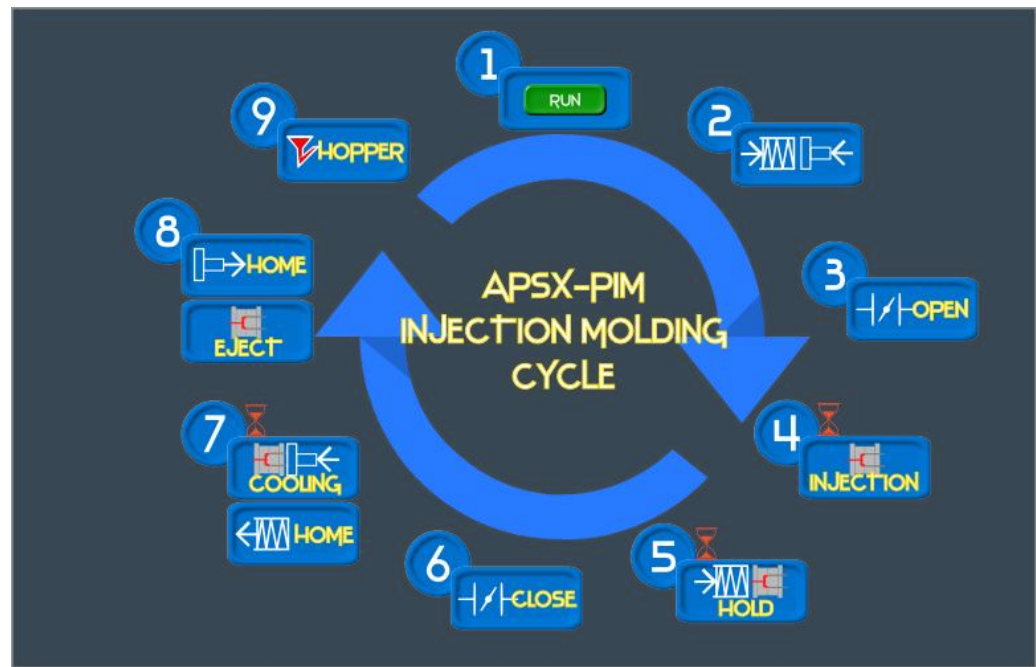 1
RUN
2
3
OPEN
4
INJECTION
5
HOLD
6
CLOSE
7
COOLING
HOME
8
HOME
EJECT
9
HOPPER
APSX-PIM
INJECTION MOLDING
CYCLE